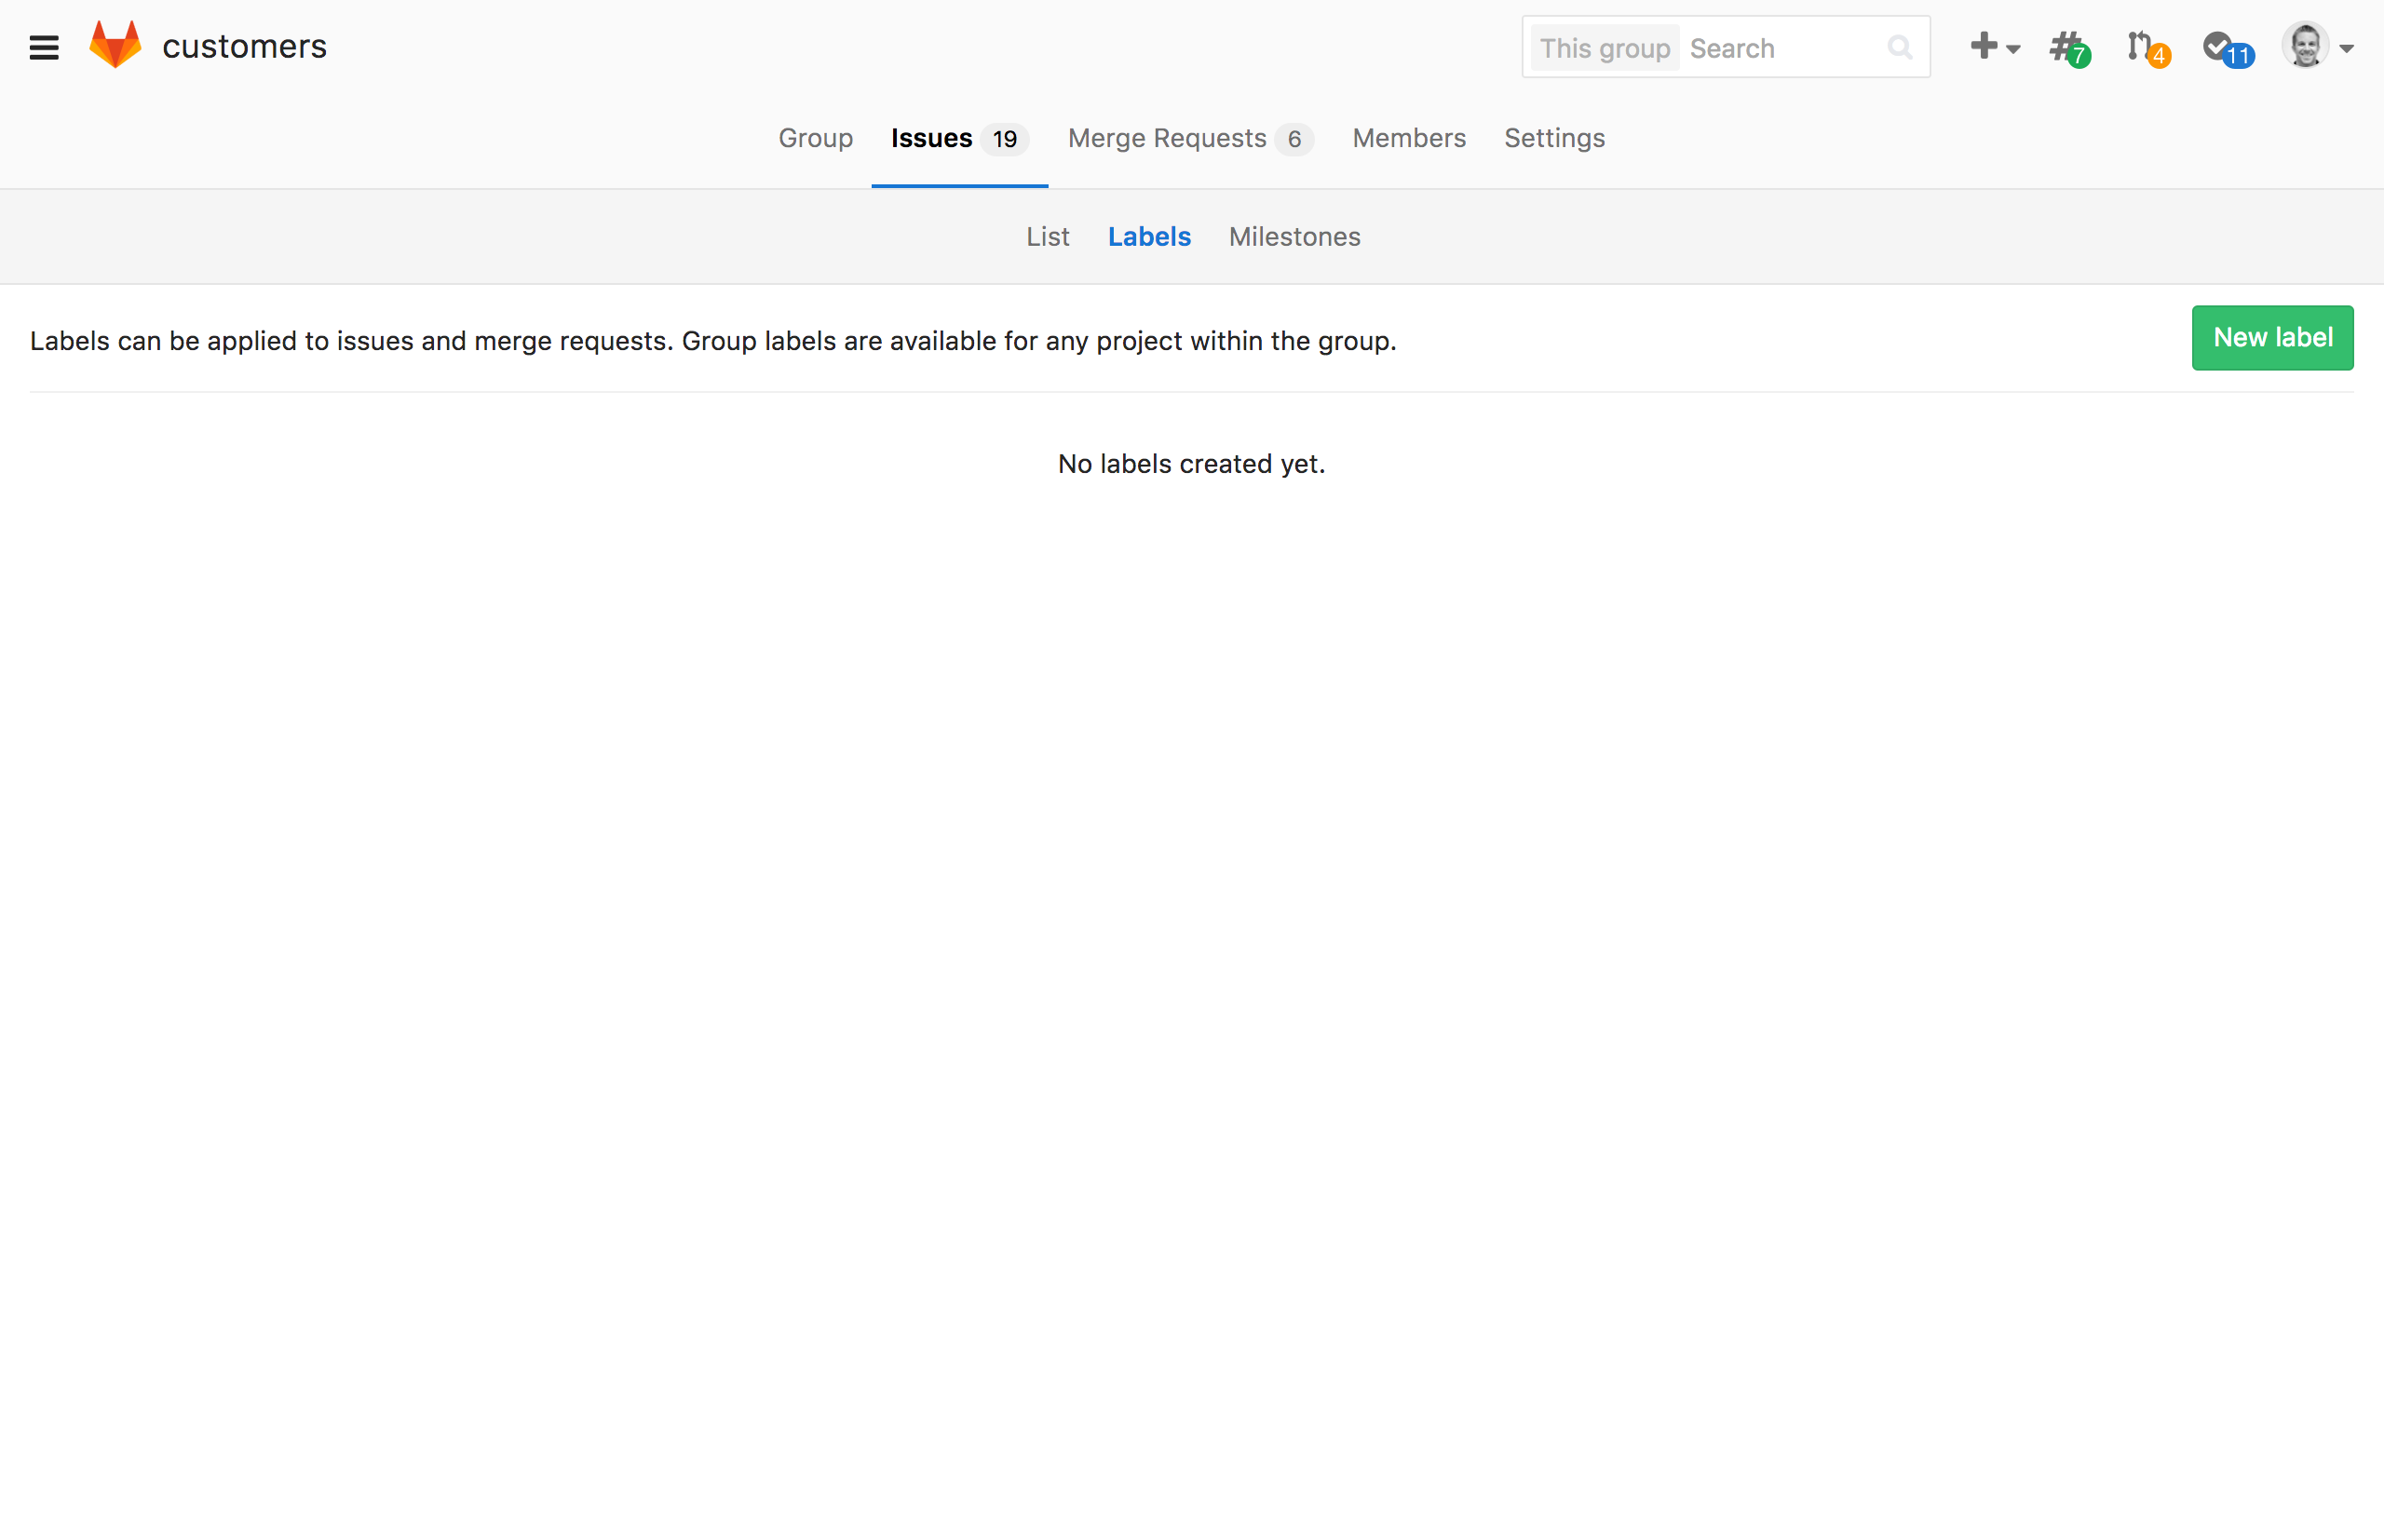 customers
This group Search
7
4
11
Group Issues 19 Merge Requests 6 Members Settings
List Labels Milestones
Labels can be applied to issues and merge requests. Group labels are available for any project within the group.
New label
No labels created yet.